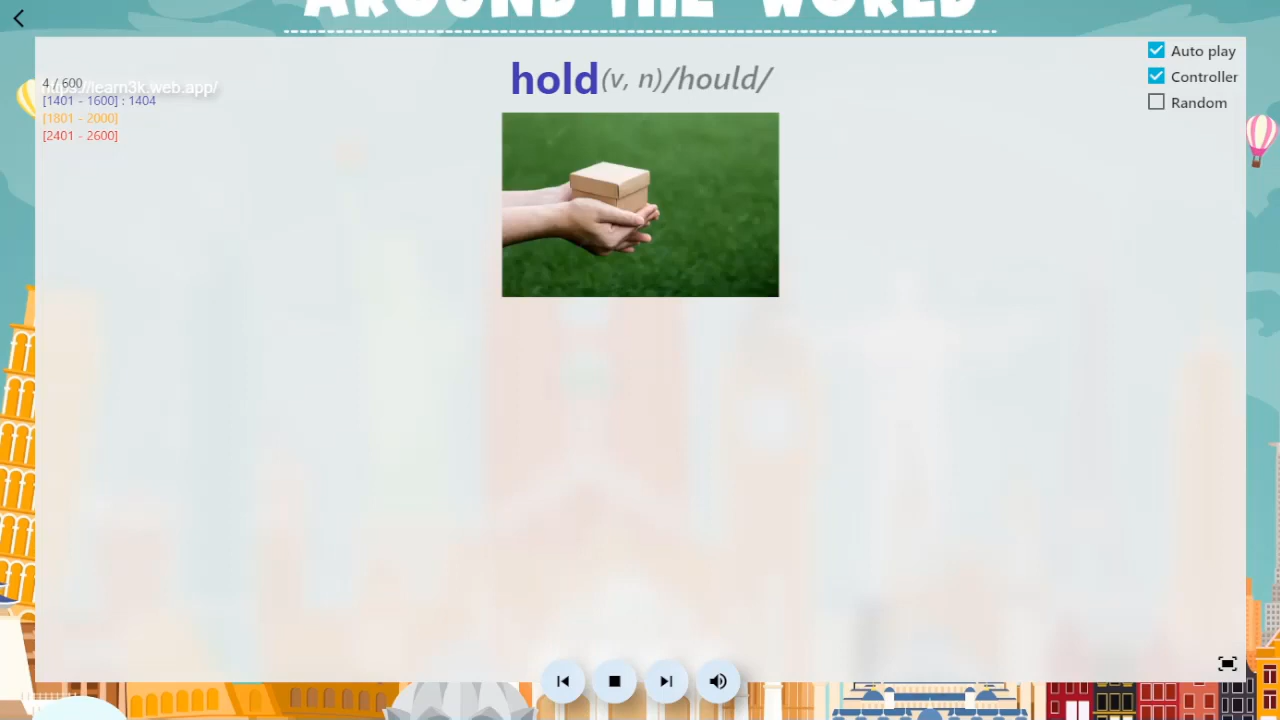 AROUND THE WORLD
hold(v, n)/hould/
4 / 600
https://learn3k.web.app/
[1401 - 1600] : 1404
[1801 - 2000]
[2401 - 2600]
Auto play
Controller
Random